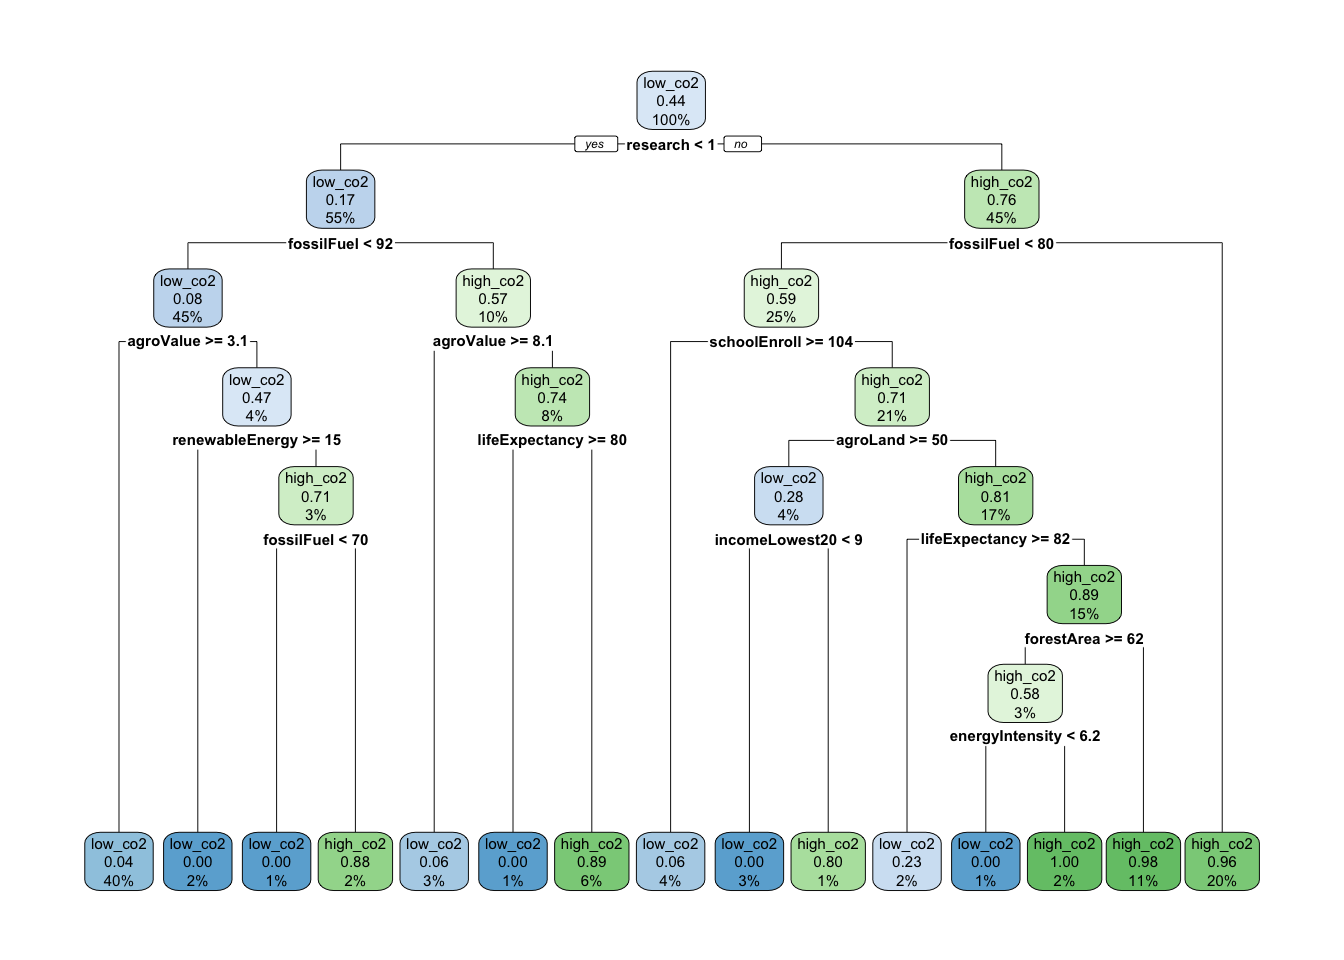 low_co2
0.44
100%
yes
research < 1
no
low_co2
0.17
55%
high_co2
0.76
45%
fossilFuel < 92
fossilFuel < 80
low_co2
0.08
45%
high_co2
0.57
10%
high_co2
0.59
25%
agroValue >= 3.1
agroValue >= 8.1
schoolEnroll >= 104
low_co2
0.47
4%
high_co2
0.74
8%
high_co2
0.71
21%
renewableEnergy >= 15
lifeExpectancy >= 80
agroLand >= 50
high_co2
0.71
3%
low_co2
0.28
4%
high_co2
0.81
17%
fossilFuel < 70
incomeLowest20 < 9
lifeExpectancy >= 82
high_co2
0.89
15%
forestArea >= 62
high_co2
0.58
3%
energyIntensity < 6.2
low_co2
0.04
40%
low_co2
0.00
2%
low_co2
0.00
1%
high_co2
0.88
2%
low_co2
0.06
3%
low_co2
0.00
1%
high_co2
0.89
6%
low_co2
0.06
4%
low_co2
0.00
3%
high_co2
0.80
1%
low_co2
0.23
2%
low_co2
0.00
1%
high_co2
1.00
2%
high_co2
0.98
11%
high_co2
0.96
20%